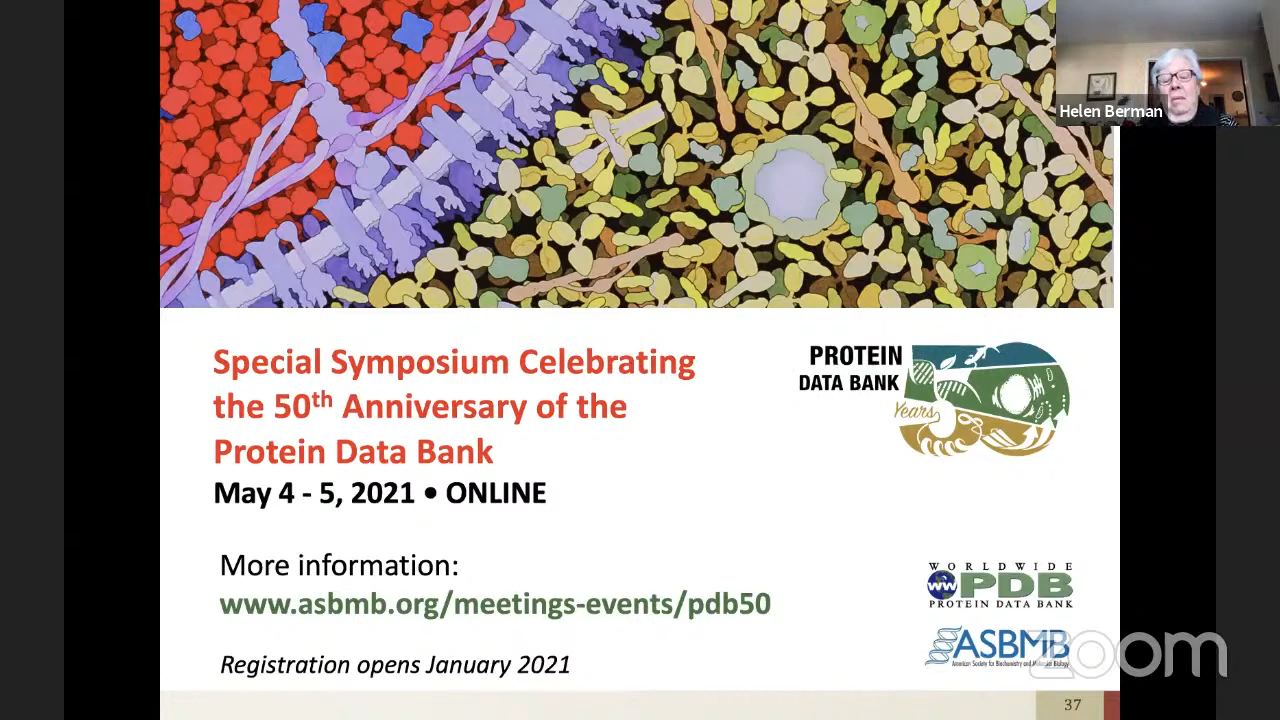 Helen Berman
Special Symposium Celebrating
the 50th Anniversary of the
Protein Data Bank
May 4 - 5, 2021 • ONLINE
PROTEIN
DATA BANK
Years
More information:
www.asbmb.org/meetings-events/pdb50
Registration opens January 2021
WORLDWIDE
ww
PDB
PROTEIN DATA BANK
ASBMB
American Society for Biochemistry and Molecular Biology
zoom
37